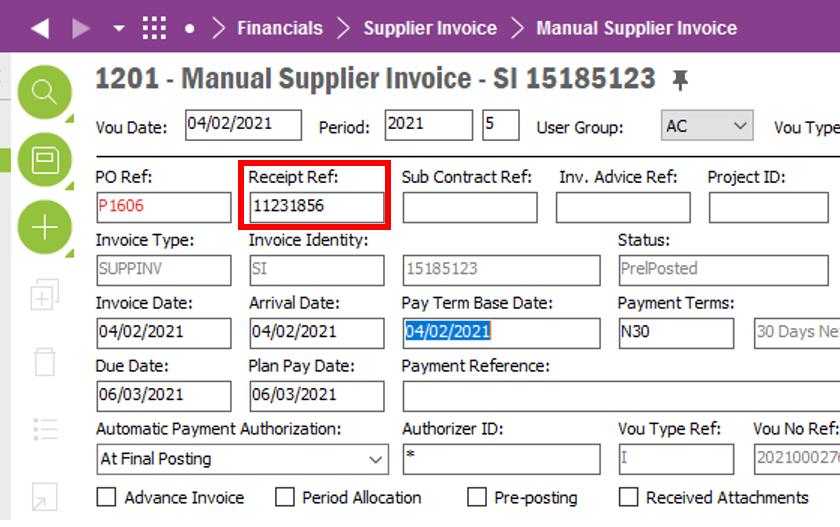 Financials Supplier Invoice Manual Supplier Invoice
1201 - Manual Supplier Invoice - SI 15185123
Vou Date: 04/02/2021 Period: 2021 5 User Group: AC Vou Type
PO Ref: Receipt Ref: Sub Contract Ref: Inv. Advice Ref: Project ID:
P1606 11231856
Invoice Type: Invoice Identity: Status:
SUPPINV SI 15185123 PrelPosted
Invoice Date: Arrival Date: Pay Term Base Date: Payment Terms:
04/02/2021 04/02/2021 04/02/2021 N30 30 Days Ne
Due Date: Plan Pay Date: Payment Reference:
06/03/2021 06/03/2021
Automatic Payment Authorization: Authorizer ID: Vou Type Ref: Vou No Ref:
At Final Posting * I 202100027
Advance Invoice Period Allocation Pre-posting Received Attachments